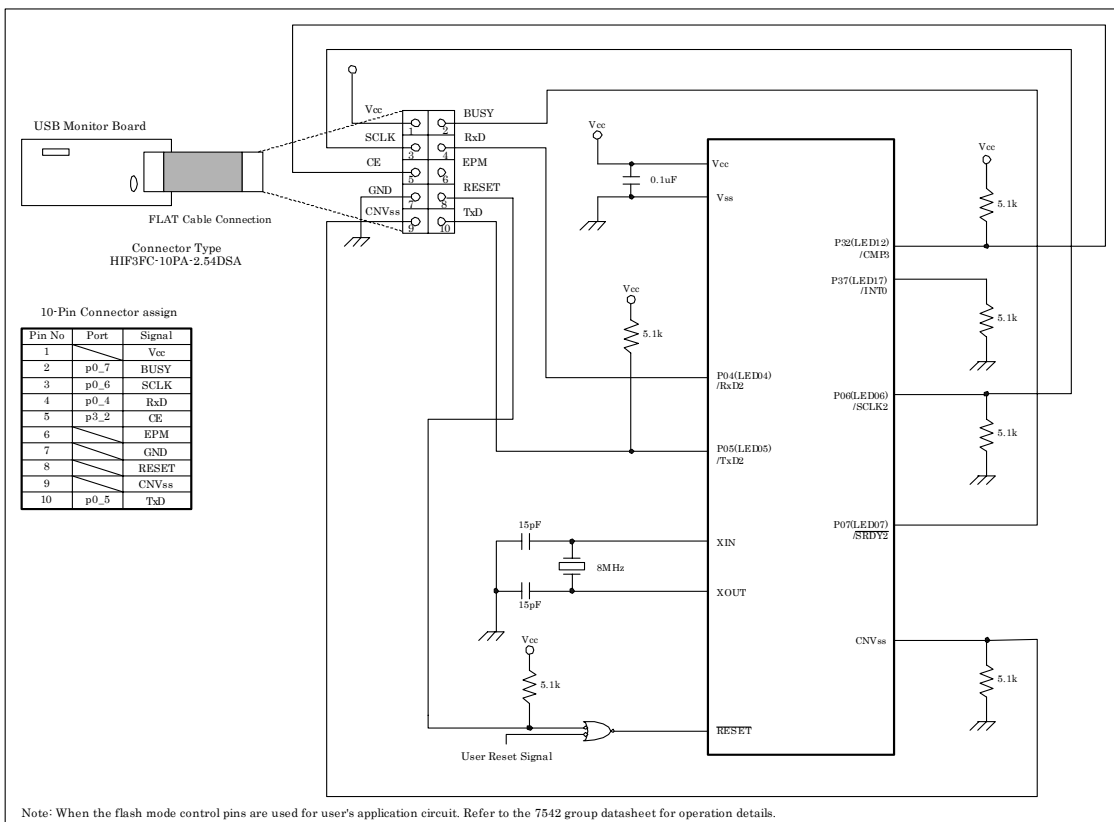 USB Monitor Board
FLAT Cable Connection
Connector Type
HIF3FC-10PA-2.54DSA
10-Pin Connector assign
Pin No Port Signal
1 Vcc
2 p0_7 BUSY
3 p0_6 SCLK
4 p0_4 RxD
5 p3_2 CE
6 EPM
7 GND
8 RESET
9 CNVss
10 p0_5 TxD
Vcc 1 2 BUSY
SCLK 3 4 RxD
CE 5 6 EPM
GND 7 8 RESET
CNVss 9 10 TxD
Vcc
0.1uF
Vcc
5.1k
15pF
8MHz
15pF
Vcc
5.1k
User Reset Signal
Vcc
Vss
P04(LED04)
/RxD2
P05(LED05)
/TxD2
XIN
XOUT
RESET
P32(LED12)
/CMP3
P37(LED17)
/INT0
P06(LED06)
/SCLK2
P07(LED07)
/SRDY2
CNVss
Vcc
5.1k
5.1k
5.1k
5.1k
Note: When the flash mode control pins are used for user's application circuit. Refer to the 7542 group datasheet for operation details.